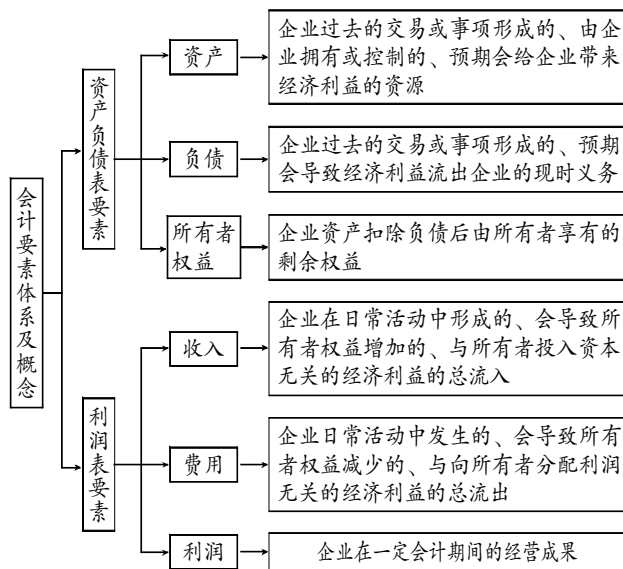 会计要素体系及概念
资产负债表要素
资产
企业过去的交易或事项形成的、由企
业拥有或控制的、预期会给企业带来
经济利益的资源
负债
企业过去的交易或事项形成的、预期
会导致经济利益流出企业的现时义务
所有者
权益
企业资产扣除负债后由所有者享有的
剩余权益
利润表要素
收入
企业在日常活动中形成的、会导致所
有者权益增加的、与所有者投入资本
无关的经济利益的总流入
费用
企业日常活动中发生的、会导致所有
者权益减少的、与向所有者分配利润
无关的经济利益的总流出
利润
企业在一定会计期间的经营成果